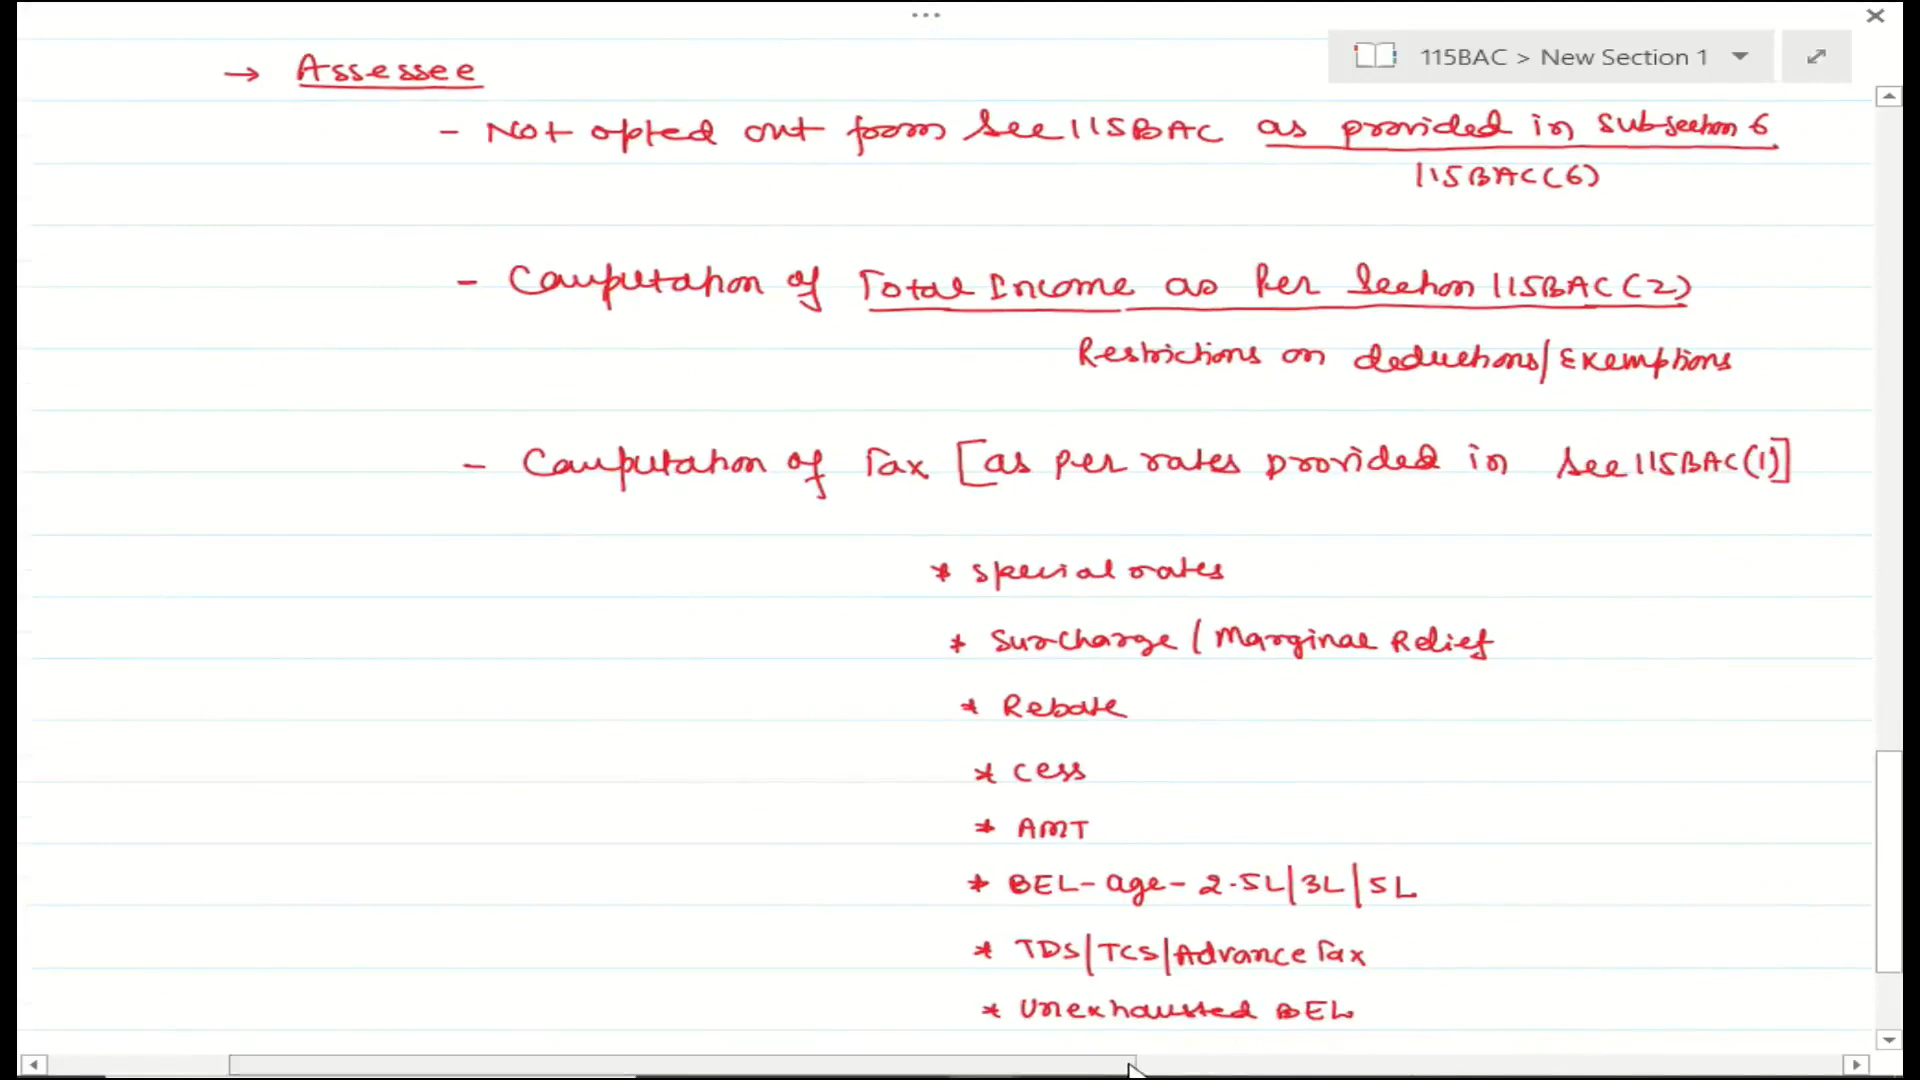 115BAC > New Section 1
→ Assessee
- Not opted out from Sec 115BAC as provided in Subsection 6
115BAC(6)
- Computation of Total Income as Per Section 115BAC(2)
Restrictions on deductions/Exemptions
- Computation of Tax [as per rates provided in Sec 115BAC(1)]
* Special rates
* Surcharge / Marginal Relief
* Rebate
* Cess
* AMT
* BEL-age-2.5L|3L|5L
* TDS|TCS|Advance Tax
* Unexhausted BEL